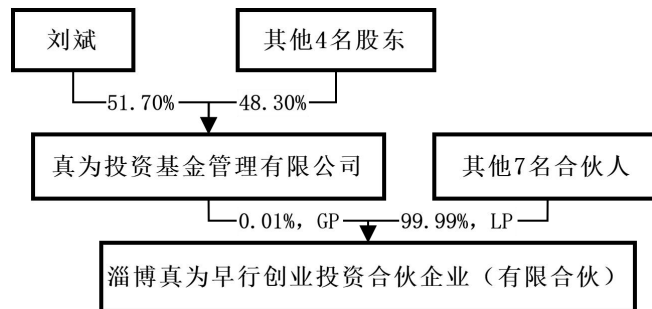 刘斌
其他4名股东
51.70%
48.30%
真为投资基金管理有限公司
其他7名合伙人
0.01%, GP
99.99%, LP
淄博真为早行创业投资合伙企业（有限合伙）